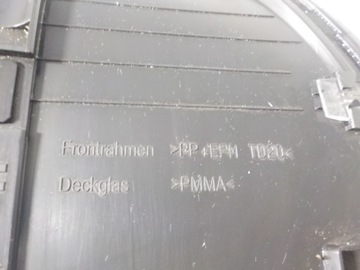 Frontrahmen >PP+EPM TD20<
Deckglas >PMMA<